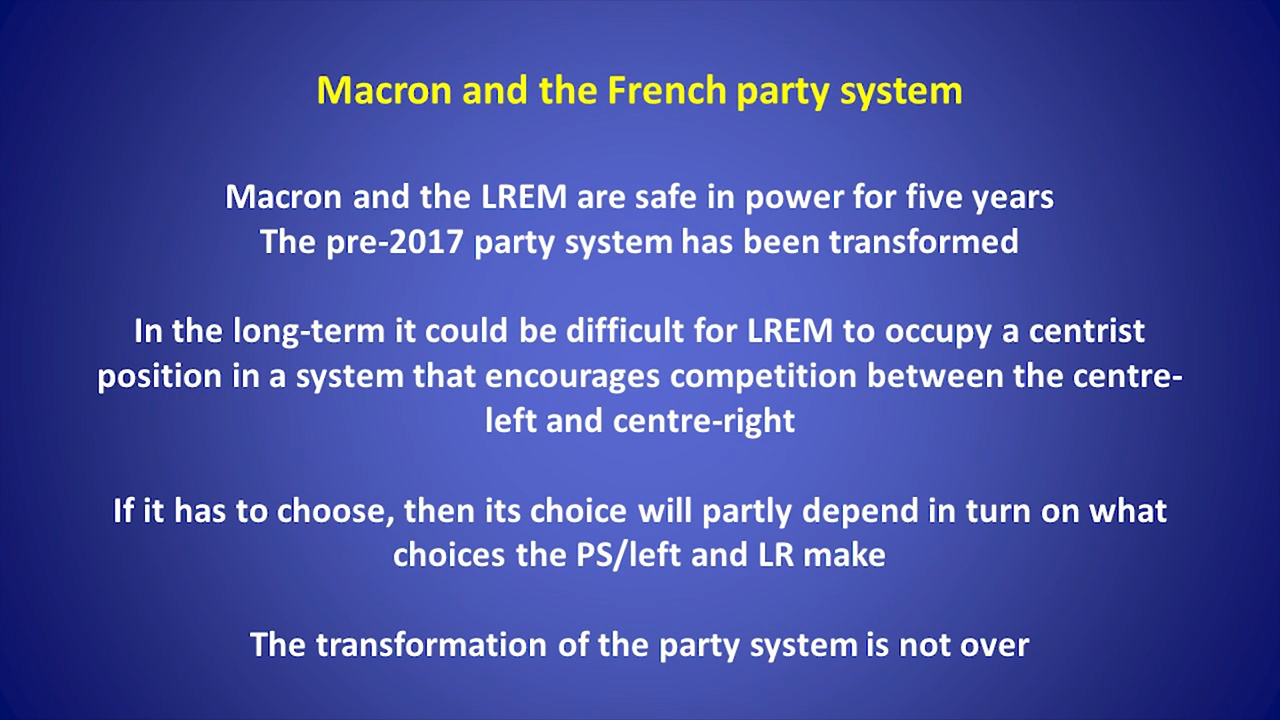 Macron and the French party system
Macron and the LREM are safe in power for five years
The pre-2017 party system has been transformed
In the long-term it could be difficult for LREM to occupy a centrist
position in a system that encourages competition between the centre-
left and centre-right
If it has to choose, then its choice will partly depend in turn on what
choices the PS/left and LR make
The transformation of the party system is not over